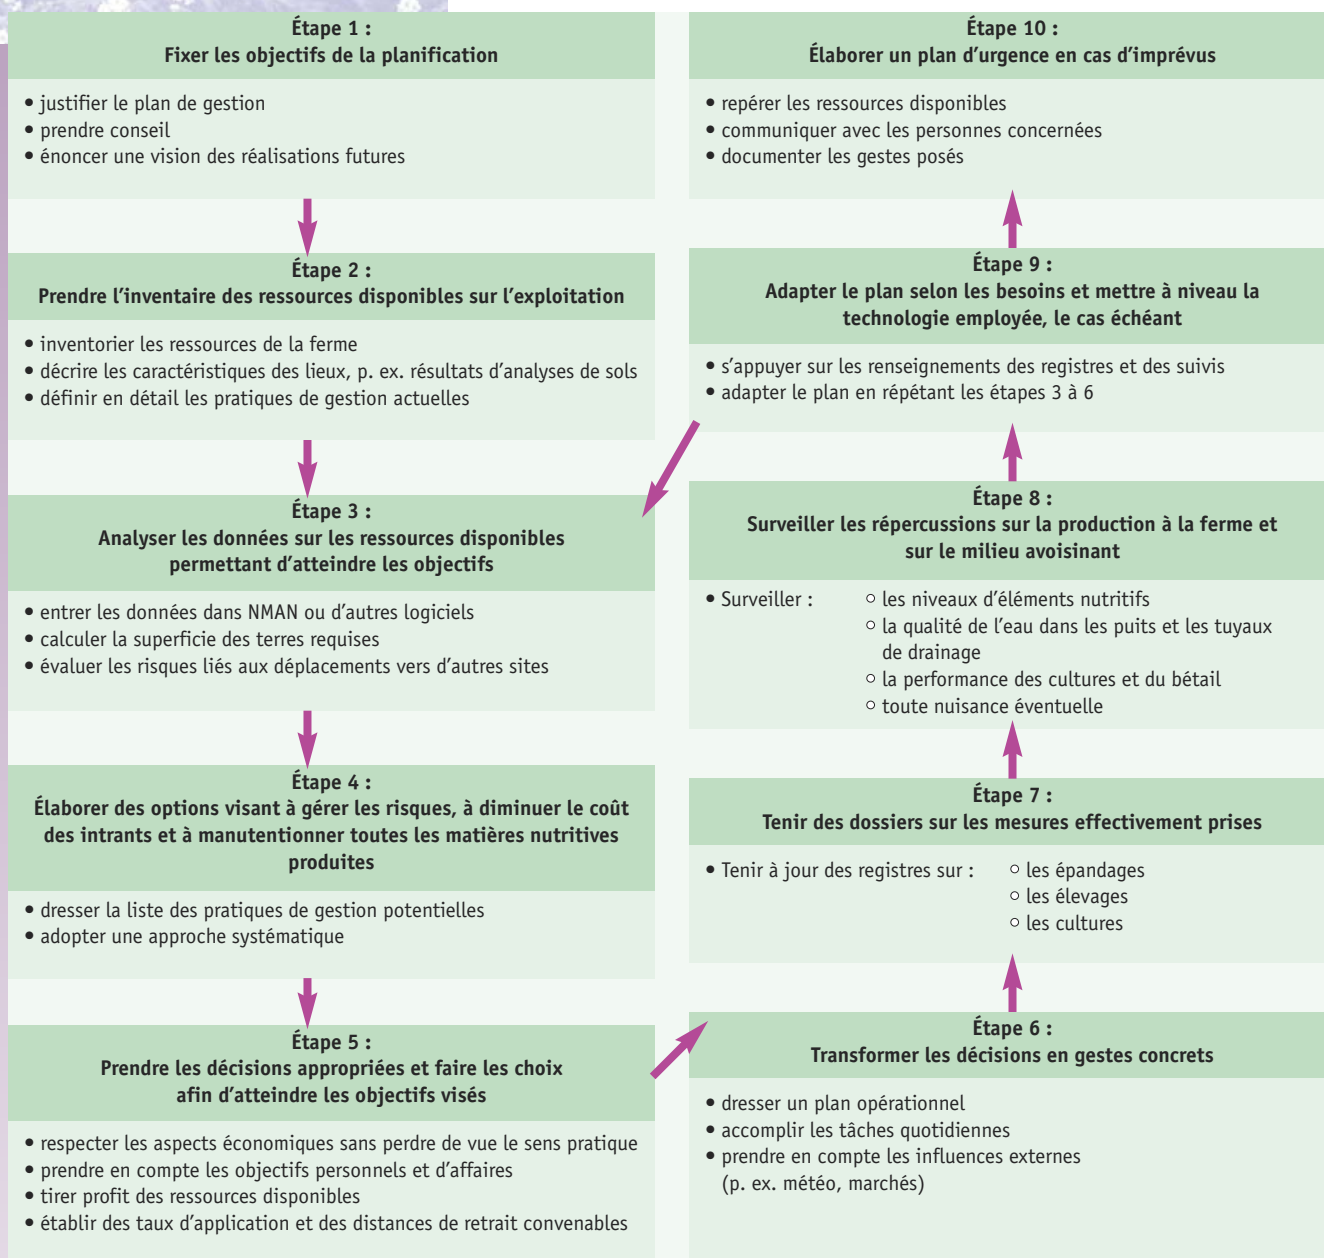 Étape 1 :
Fixer les objectifs de la planification
• justifier le plan de gestion
• prendre conseil
• énoncer une vision des réalisations futures
Étape 2 :
Prendre l’inventaire des ressources disponibles sur l’exploitation
• inventorier les ressources de la ferme
• décrire les caractéristiques des lieux, p. ex. résultats d’analyses de sols
• définir en détail les pratiques de gestion actuelles
Étape 3 :
Analyser les données sur les ressources disponibles
permettant d’atteindre les objectifs
• entrer les données dans NMAN ou d’autres logiciels
• calculer la superficie des terres requises
• évaluer les risques liés aux déplacements vers d’autres sites
Étape 4 :
Élaborer des options visant à gérer les risques, à diminuer le coût
des intrants et à manutentionner toutes les matières nutritives
produites
• dresser la liste des pratiques de gestion potentielles
• adopter une approche systématique
Étape 5 :
Prendre les décisions appropriées et faire les choix
afin d’atteindre les objectifs visés
• respecter les aspects économiques sans perdre de vue le sens pratique
• prendre en compte les objectifs personnels et d’affaires
• tirer profit des ressources disponibles
• établir des taux d’application et des distances de retrait convenables
Étape 6 :
Transformer les décisions en gestes concrets
• dresser un plan opérationnel
• accomplir les tâches quotidiennes
• prendre en compte les influences externes
(p. ex. météo, marchés)
Étape 7 :
Tenir des dossiers sur les mesures effectivement prises
• Tenir à jour des registres sur : ○ les épandages
○ les élevages
○ les cultures
Étape 8 :
Surveiller les répercussions sur la production à la ferme et
sur le milieu avoisinant
• Surveiller : ○ les niveaux d’éléments nutritifs
○ la qualité de l’eau dans les puits et les tuyaux
de drainage
○ la performance des cultures et du bétail
○ toute nuisance éventuelle
Étape 9 :
Adapter le plan selon les besoins et mettre à niveau la
technologie employée, le cas échéant
• s’appuyer sur les renseignements des registres et des suivis
• adapter le plan en répétant les étapes 3 à 6
Étape 10 :
Élaborer un plan d’urgence en cas d’imprévus
• repérer les ressources disponibles
• communiquer avec les personnes concernées
• documenter les gestes posés